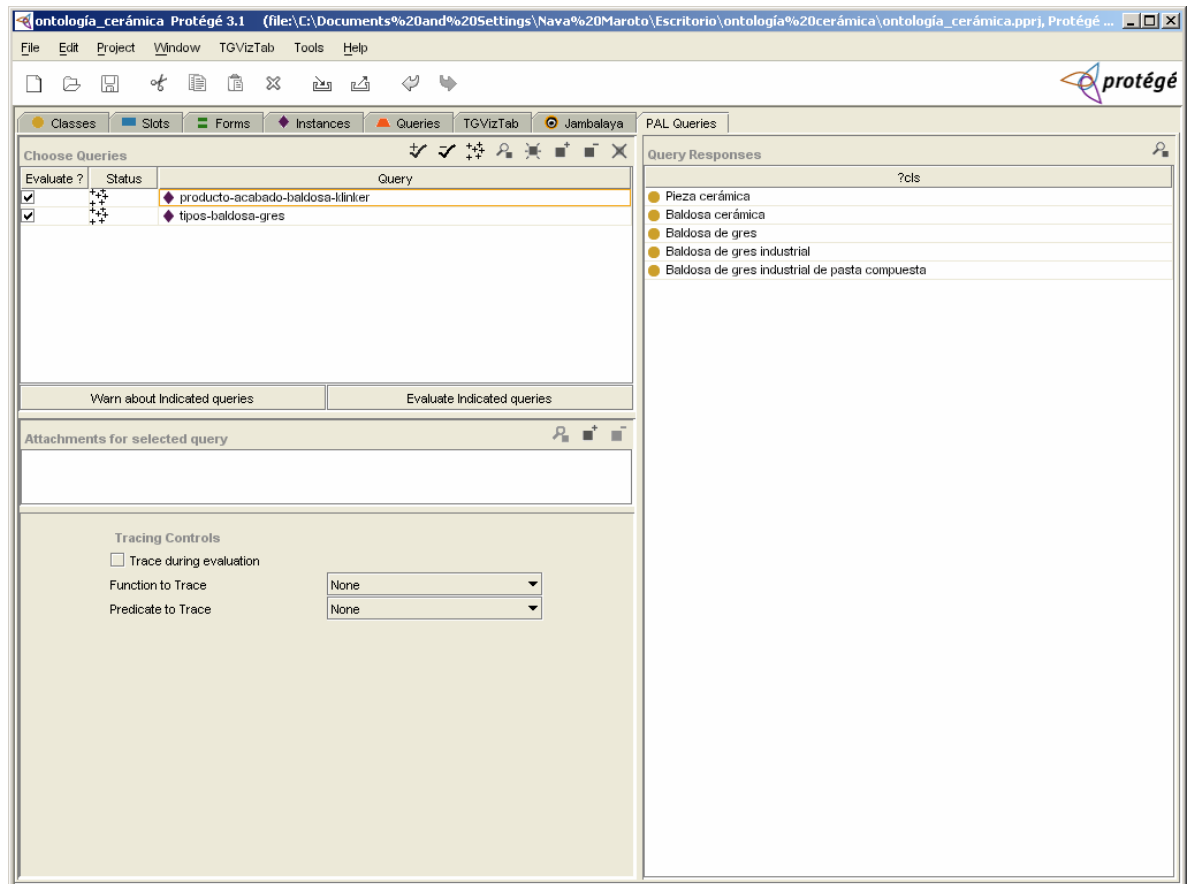 ontología_cerámica Protégé 3.1 (file:\C:\Documents%20and%20Settings\Nava%20Maroto\Escritorio\ontología%20cerámica\ontología_cerámica.pprj, Protégé ...
File Edit Project Window TGVizTab Tools Help
protégé
Classes Slots Forms Instances Queries TGVizTab Jambalaya PAL Queries
Choose Queries
Evaluate ? Status Query
producto-acabado-baldosa-klinker
tipos-baldosa-gres
Warn about Indicated queries Evaluate Indicated queries
Attachments for selected query
Tracing Controls
Trace during evaluation
Function to Trace None
Predicate to Trace None
Query Responses
?cls
Pieza cerámica
Baldosa cerámica
Baldosa de gres
Baldosa de gres industrial
Baldosa de gres industrial de pasta compuesta